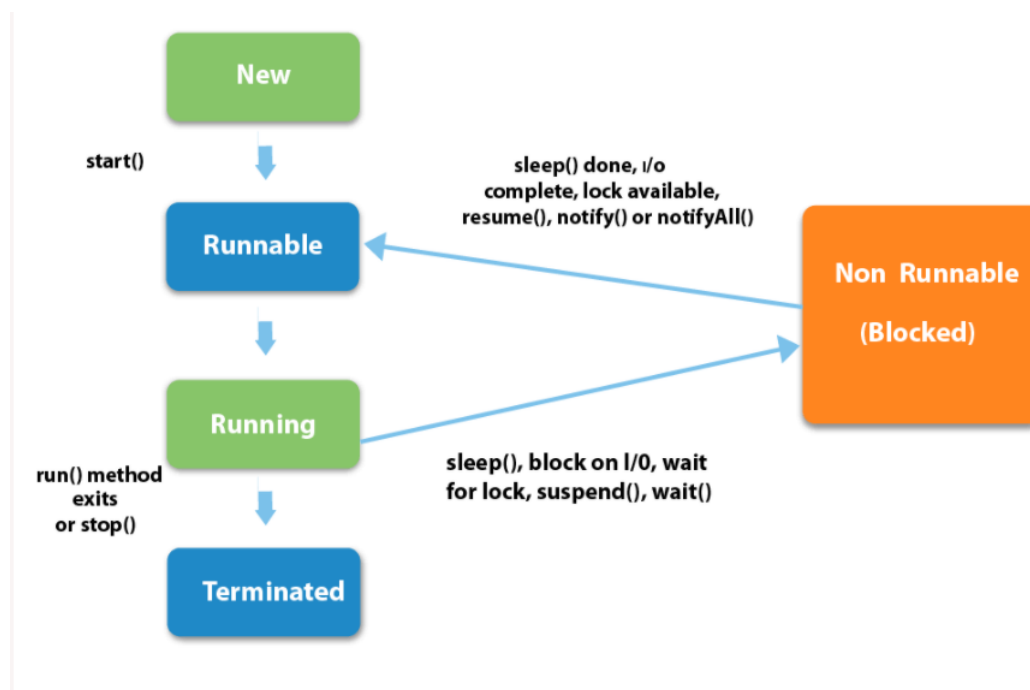 New
start()
sleep() done, I/o
complete, lock available,
resume(), notify() or notifyAll()
Runnable
Non Runnable
(Blocked)
Running
run() method
exits
or stop()
sleep(), block on I/0, wait
for lock, suspend(), wait()
Terminated